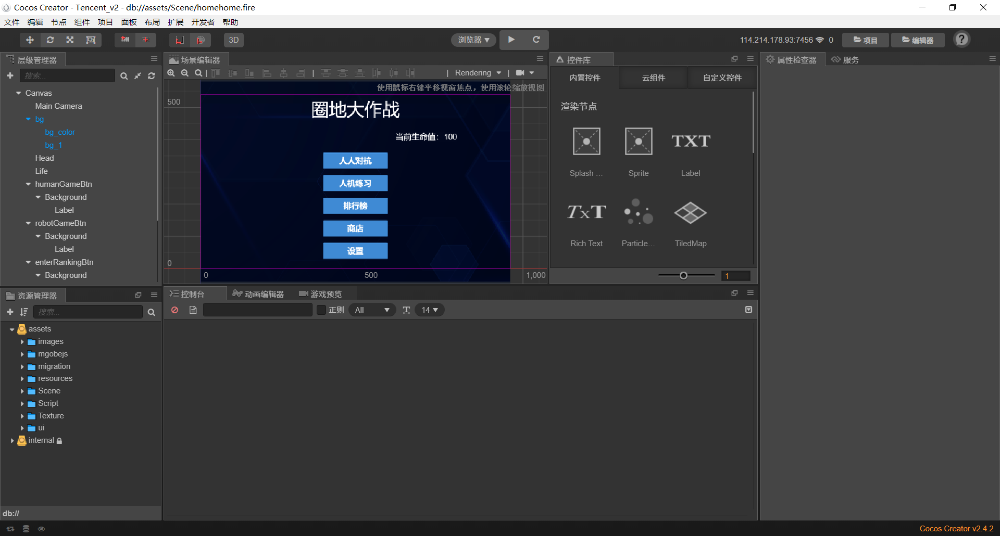 Cocos Creator - Tencent_v2 - db://assets/Scene/homehome.fire
文件 编辑 节点 组件 项目 面板 布局 扩展 开发者 帮助
3D
浏览器
114.214.178.93:7456 0
项目
编辑器
层级管理器
搜索...
Canvas
Main Camera
bg
bg_color
bg_1
Head
Life
humanGameBtn
Background
Label
robotGameBtn
Background
Label
enterRankingBtn
Background
场景编辑器
Rendering
使用鼠标右键平移视窗焦点，使用滚轮缩放视图
500
圈地大作战
当前生命值：100
人人对抗
人机练习
排行榜
商店
设置
0
0 500 1,000
控件库
内置控件 云组件 自定义控件
渲染节点
TXT
Splash ... Sprite Label
TxT
Rich Text Particle... TiledMap
1
属性检查器 服务
资源管理器
搜索...
assets
images
mgobejs
migration
resources
Scene
Script
Texture
ui
internal
db://
控制台 动画编辑器 游戏预览
正则 All 14
Cocos Creator v2.4.2